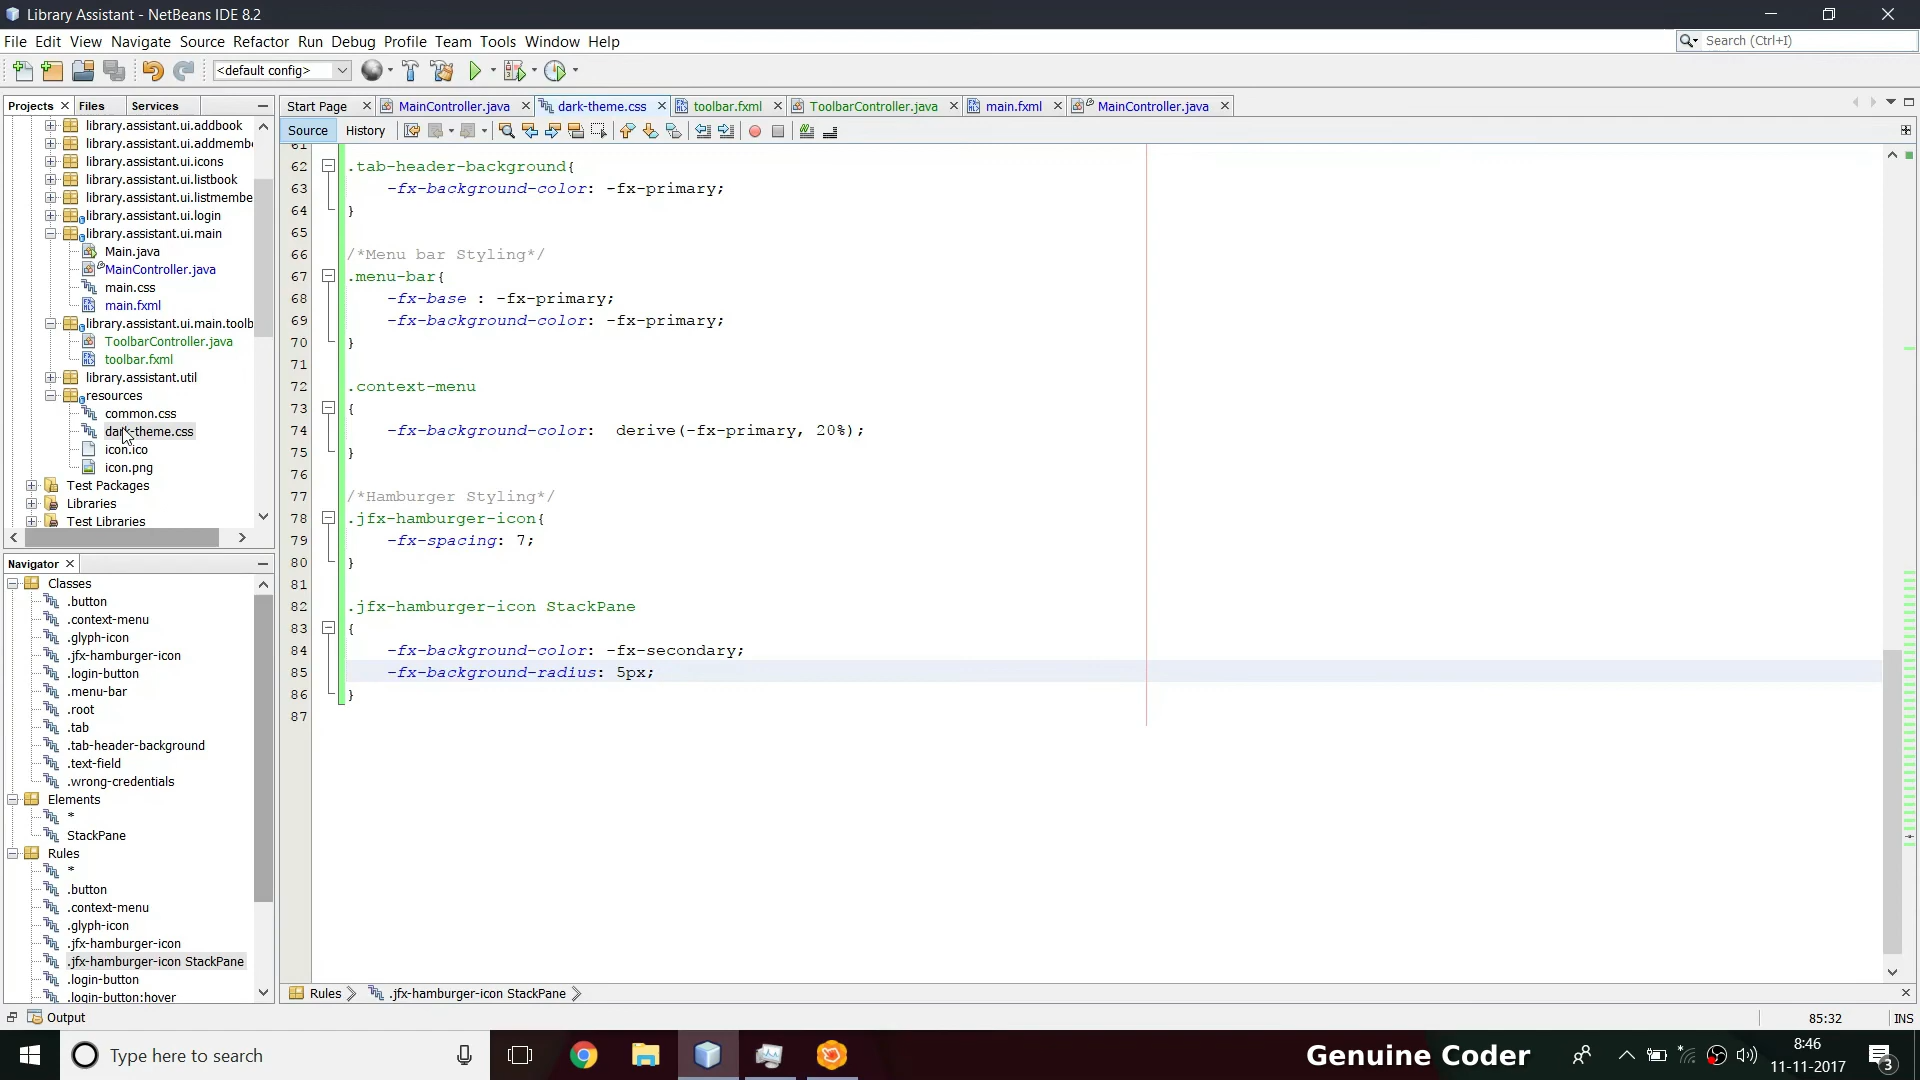 Library Assistant - NetBeans IDE 8.2
File Edit View Navigate Source Refactor Run Debug Profile Team Tools Window Help
Search (Ctrl+I)
<default config>
Projects Files Services
Start Page MainController.java dark-theme.css toolbar.fxml ToolbarController.java main.fxml MainController.java
Source History
library.assistant.ui.addbook
library.assistant.ui.addmembe
library.assistant.ui.icons
library.assistant.ui.listbook
library.assistant.ui.listmembe
library.assistant.ui.login
library.assistant.ui.main
Main.java
MainController.java
main.css
main.fxml
library.assistant.ui.main.toolb
ToolbarController.java
toolbar.fxml
library.assistant.util
resources
common.css
dark-theme.css
icon.ico
icon.png
Test Packages
Libraries
Test Libraries
Navigator
Classes
.button
.context-menu
.glyph-icon
.jfx-hamburger-icon
.login-button
.menu-bar
.root
.tab
.tab-header-background
.text-field
.wrong-credentials
Elements
*
StackPane
Rules
*
.button
.context-menu
.glyph-icon
.jfx-hamburger-icon
.jfx-hamburger-icon StackPane
.login-button
.login-button:hover
61
62 .tab-header-background{
63 -fx-background-color: -fx-primary;
64 }
65
66 /*Menu bar Styling*/
67 .menu-bar{
68 -fx-base : -fx-primary;
69 -fx-background-color: -fx-primary;
70 }
71
72 .context-menu
73 {
74 -fx-background-color: derive(-fx-primary, 20%);
75 }
76
77 /*Hamburger Styling*/
78 .jfx-hamburger-icon{
79 -fx-spacing: 7;
80 }
81
82 .jfx-hamburger-icon StackPane
83 {
84 -fx-background-color: -fx-secondary;
85 -fx-background-radius: 5px;
86 }
87
Rules .jfx-hamburger-icon StackPane
Output
85:32 INS
Type here to search
Genuine Coder
8:46
11-11-2017
3